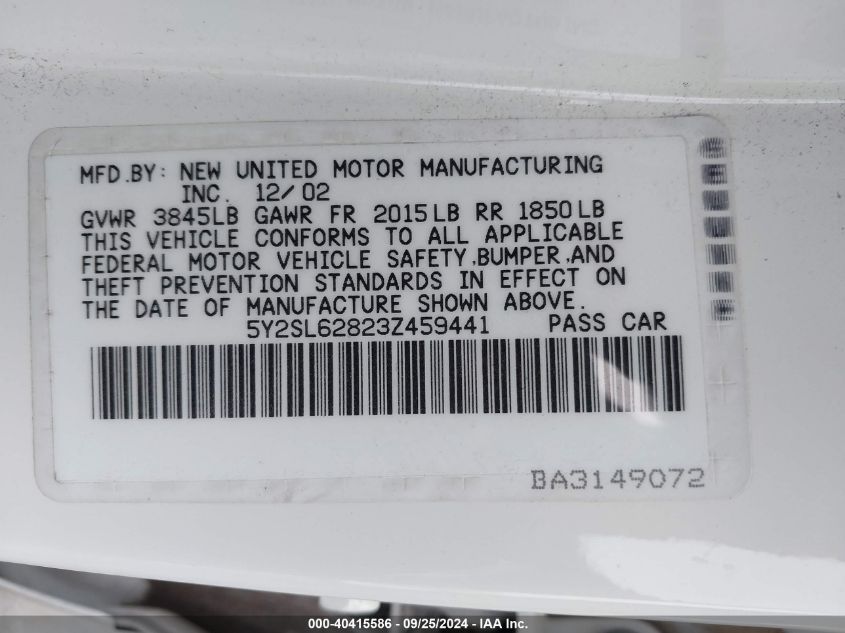 MFD.BY: NEW UNITED MOTOR MANUFACTURING
INC. 12/02
GVWR 3845LB GAWR FR 2015LB RR 1850LB
THIS VEHICLE CONFORMS TO ALL APPLICABLE
FEDERAL MOTOR VEHICLE SAFETY,BUMPER,AND
THEFT PREVENTION STANDARDS IN EFFECT ON
THE DATE OF MANUFACTURE SHOWN ABOVE.
5Y2SL62823Z459441 PASS CAR
BA3149072
000-40415586 - 09/25/2024 - IAA Inc.